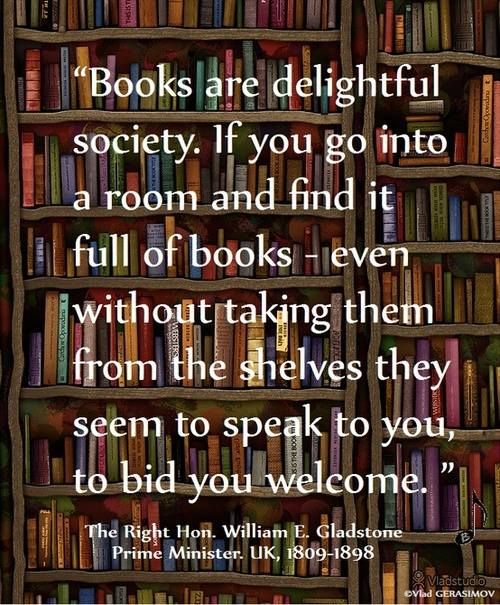 “Books are delightful
society. If you go into
a room and find it
full of books - even
without taking them
from the shelves they
seem to speak to you,
to bid you welcome. ”
The Right Hon. William E. Gladstone
Prime Minister. UK, 1809-1898
Vladstudio
©Vlad GERASIMOV